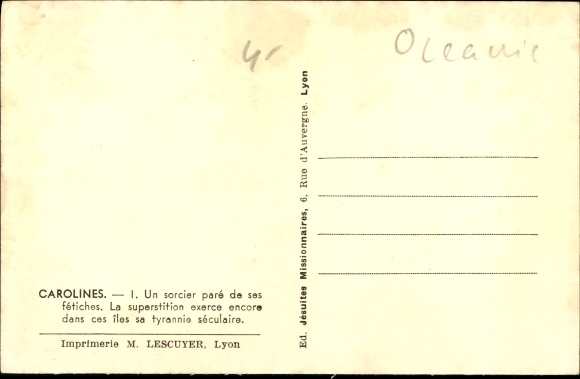 Oceanie
CAROLINES. — 1. Un sorcier paré de ses
fétiches. La superstition exerce encore
dans ces îles sa tyrannie séculaire.
Imprimerie M. LESCUYER, Lyon
Ed. Jésuites Missionnaires, 6, Rue d'Auvergne. Lyon